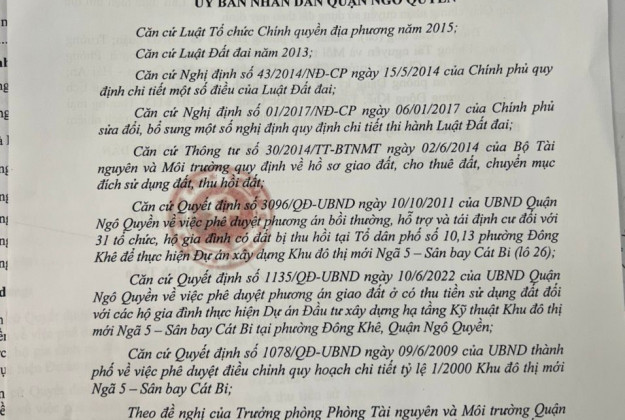 ỦY BAN NHÂN DÂN QUẬN NGÔ QUYỀN
Căn cứ Luật Tổ chức Chính quyền địa phương năm 2015;
Căn cứ Luật Đất đai năm 2013;
Căn cứ Nghị định số 43/2014/NĐ-CP ngày 15/5/2014 của Chính phủ quy
định chi tiết một số điều của Luật Đất đai;
Căn cứ Nghị định số 01/2017/NĐ-CP ngày 06/01/2017 của Chính phủ
sửa đổi, bổ sung một số nghị định quy định chi tiết thi hành Luật Đất đai;
Căn cứ Thông tư số 30/2014/TT-BTNMT ngày 02/6/2014 của Bộ Tài
nguyên và Môi trường quy định về hồ sơ giao đất, cho thuê đất, chuyển mục
đích sử dụng đất, thu hồi đất;
Căn cứ Quyết định số 3096/QĐ-UBND ngày 10/10/2011 của UBND Quận
Ngô Quyền về việc phê duyệt phương án bồi thường, hỗ trợ và tái định cư đối với
31 tổ chức, hộ gia đình có đất bị thu hồi tại Tổ dân phố số 10,13 phường Đông
Khê để thực hiện Dự án xây dựng Khu đô thị mới Ngã 5 – Sân bay Cát Bi (lô 26);
Căn cứ Quyết định số 1135/QĐ-UBND ngày 10/6/2022 của UBND Quận
Ngô Quyền về việc phê duyệt phương án giao đất ở có thu tiền sử dụng đất đối
với các hộ gia đình thực hiện Dự án Đầu tư xây dựng hạ tầng Kỹ thuật Khu đô thị
mới Ngã 5 – Sân bay Cát Bi tại phường Đông Khê, Quận Ngô Quyền;
Căn cứ Quyết định số 1078/QĐ-UBND ngày 09/6/2009 của UBND thành
phố về việc phê duyệt điều chỉnh quy hoạch chi tiết tỷ lệ 1/2000 Khu đô thị mới
Ngã 5 – Sân bay Cát Bi;
Theo đề nghị của Trưởng phòng Phòng Tài nguyên và Môi trường Quận